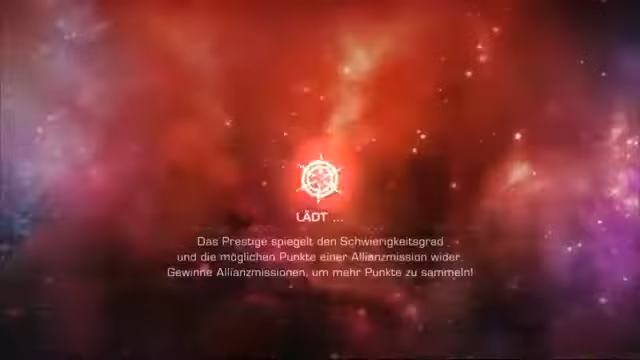 LÄDT ...
Das Prestige spiegelt den Schwierigkeitsgrad
und die möglichen Punkte einer Allianzmission wider.
Gewinne Allianzmissionen, um mehr Punkte zu sammeln!